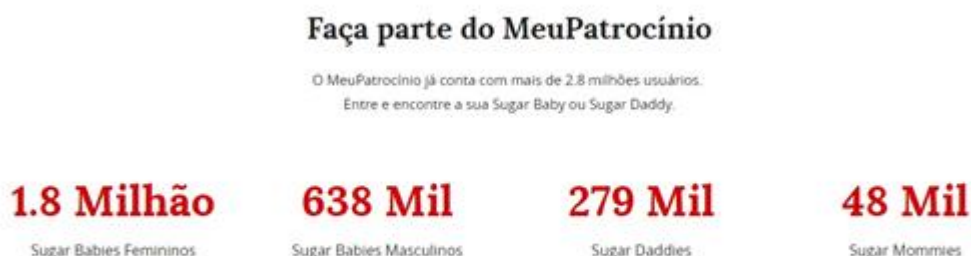 Faça parte do MeuPatrocínio
O MeuPatrocínio já conta com mais de 2.8 milhões usuários.
Entre e encontre a sua Sugar Baby ou Sugar Daddy.
1.8 Milhão 638 Mil 279 Mil 48 Mil
Sugar Babies Femininos Sugar Babies Masculinos Sugar Daddies Sugar Mommies